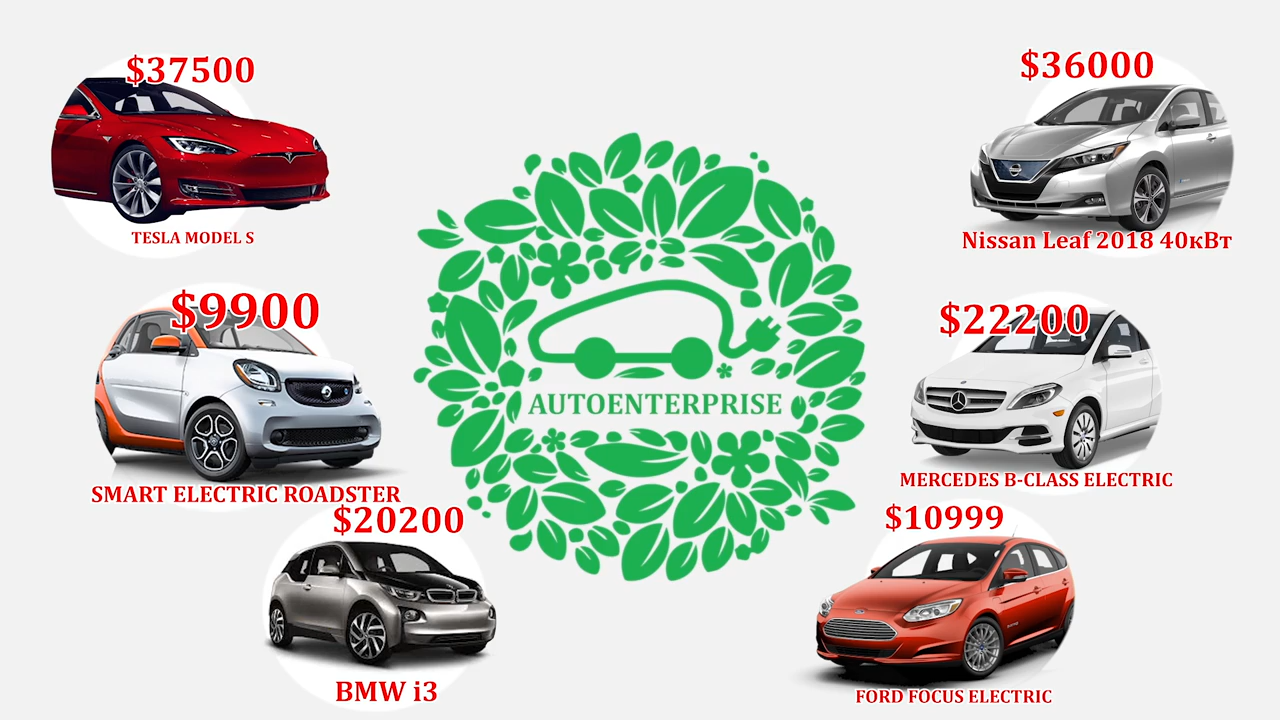 $37500
TESLA MODEL S
$36000
Nissan Leaf 2018 40кВт
$9900
SMART ELECTRIC ROADSTER
AUTOENTERPRISE
$22200
MERCEDES B-CLASS ELECTRIC
$20200
BMW i3
$10999
FORD FOCUS ELECTRIC